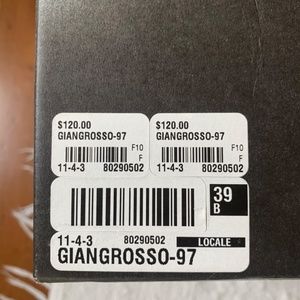 $120.00
GIANGROSSO-97
F10
F
11-4-3 80290502
$120.00
GIANGROSSO-97
F10
F
11-4-3 80290502
39
B
11-4-3 80290502 LOCALE
GIANGROSSO-97